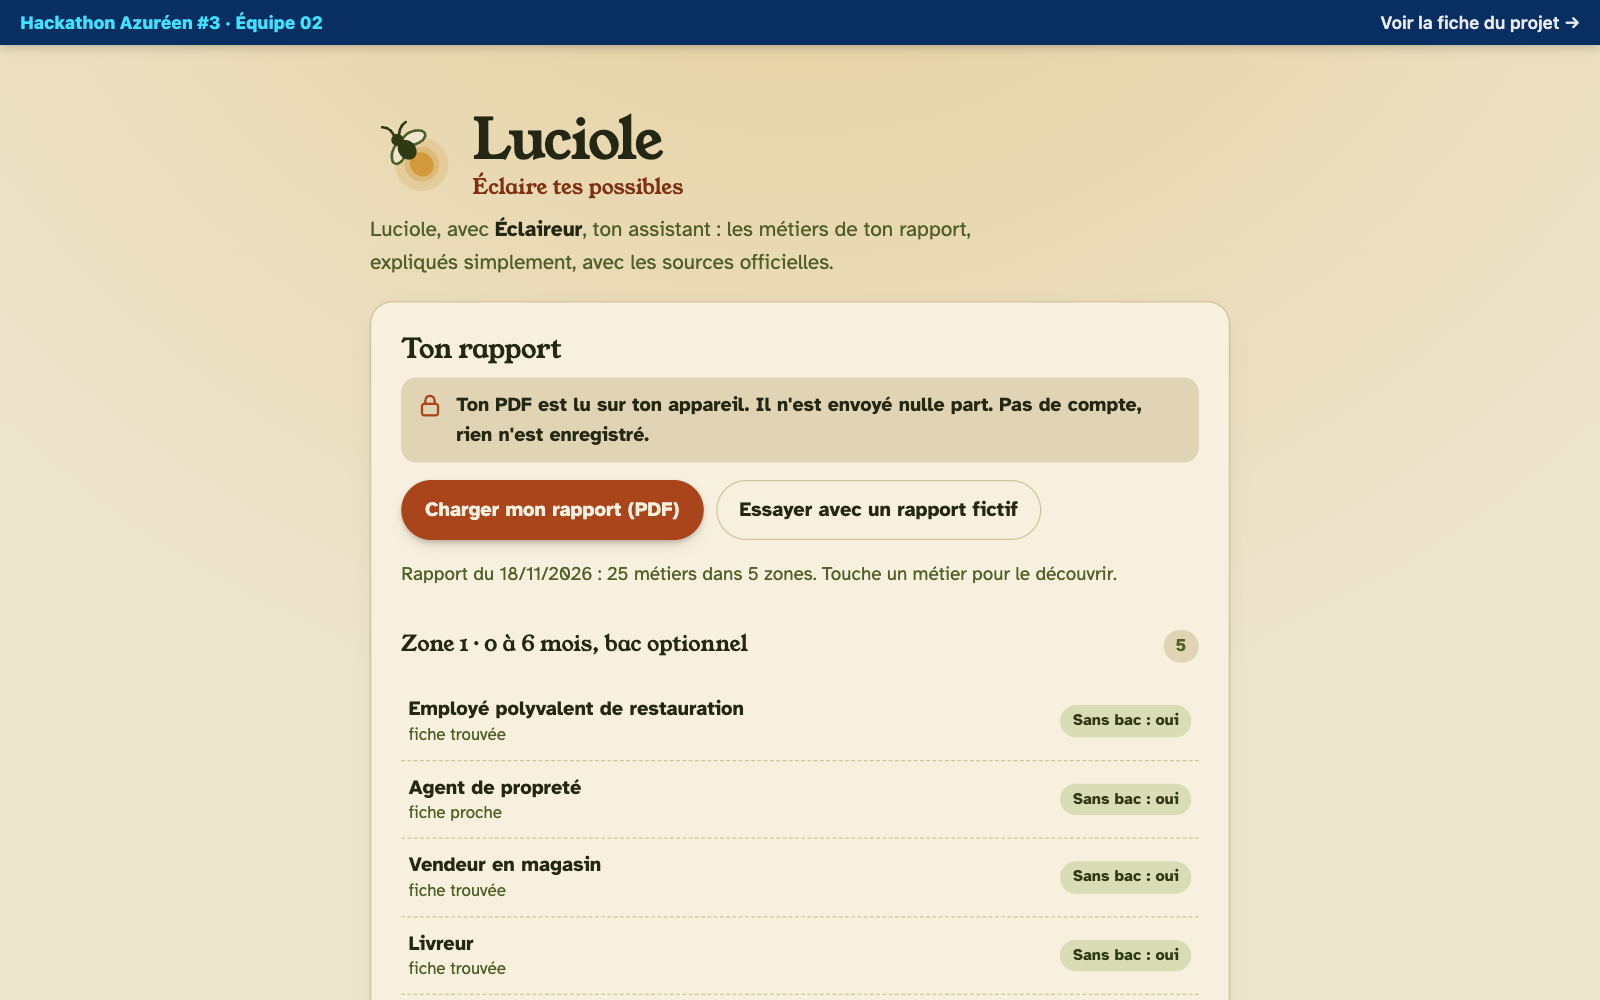 Hackathon Azuréen #3 · Équipe 02
Voir la fiche du projet →
Luciole
Éclaire tes possibles
Luciole, avec Éclaireur, ton assistant : les métiers de ton rapport,
expliqués simplement, avec les sources officielles.
Ton rapport
Ton PDF est lu sur ton appareil. Il n'est envoyé nulle part. Pas de compte,
rien n'est enregistré.
Charger mon rapport (PDF)
Essayer avec un rapport fictif
Rapport du 18/11/2026 : 25 métiers dans 5 zones. Touche un métier pour le découvrir.
Zone 1 · 0 à 6 mois, bac optionnel
5
Employé polyvalent de restauration
fiche trouvée
Sans bac : oui
Agent de propreté
fiche proche
Sans bac : oui
Vendeur en magasin
fiche trouvée
Sans bac : oui
Livreur
fiche trouvée
Sans bac : oui